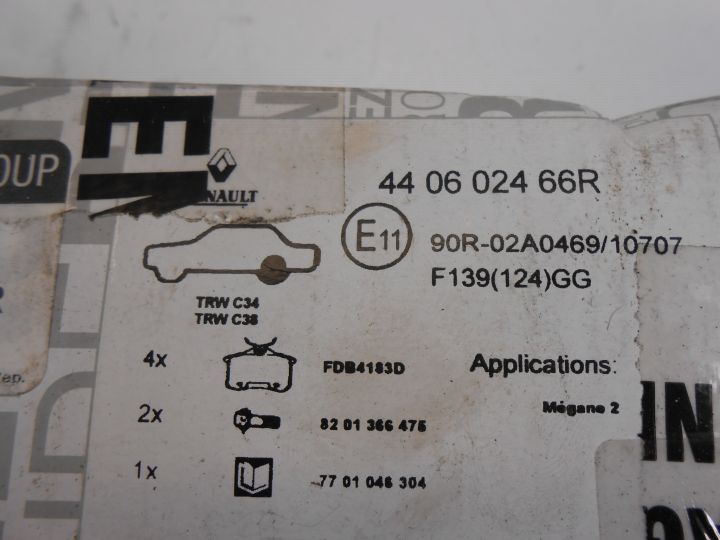 OUP
RENAULT
44 06 024 66R
E11
90R-02A0469/10707
F139(124)GG
TRW C34
TRW C38
4x FDB4183D
Applications:
Mégane 2
2x 82 01 366 475
1x 77 01 046 304